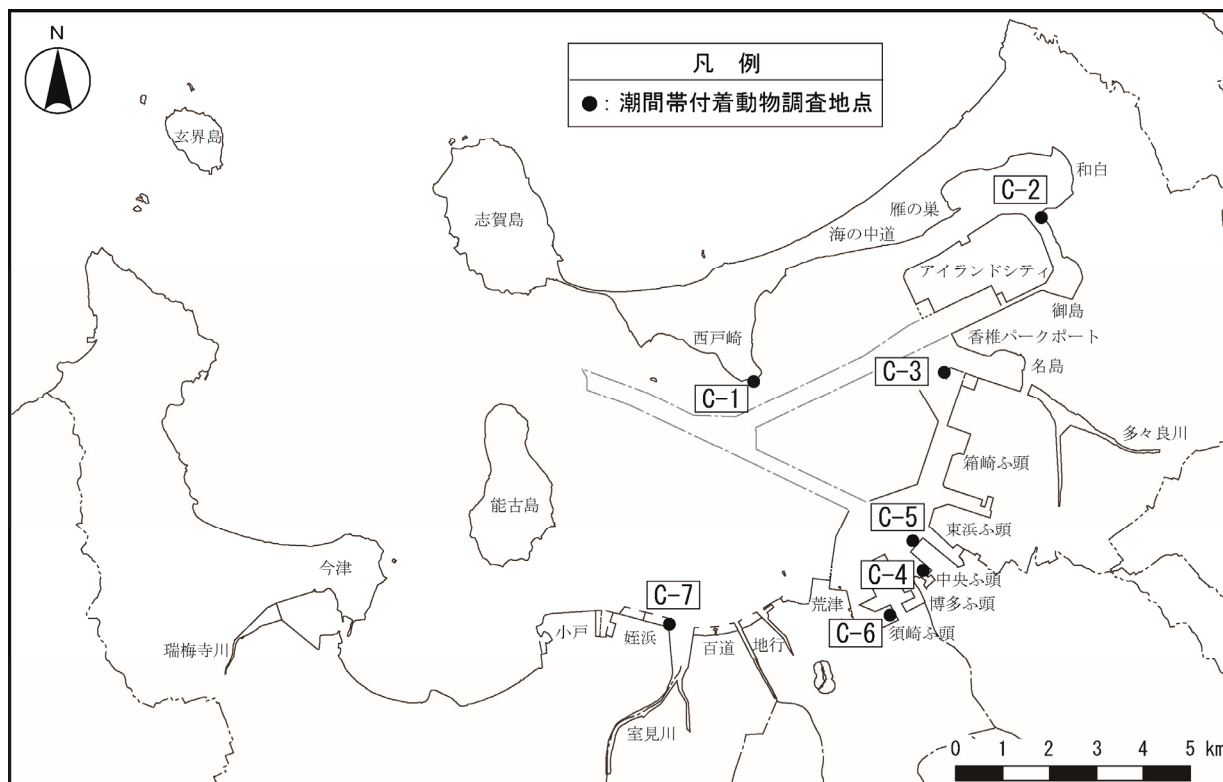 N
凡 例
●：潮間帯付着動物調査地点
玄界島
志賀島
和白
C-2
雁の巣
海の中道
アイランドシティ
御島
西戸崎
香椎パークポート
C-3
名島
C-1
多々良川
箱崎ふ頭
能古島
C-5
東浜ふ頭
今津
C-4
中央ふ頭
C-7
荒津
博多ふ頭
小戸
姪浜
C-6
須崎ふ頭
瑞梅寺川
百道
地行
室見川
0 1 2 3 4 5 km